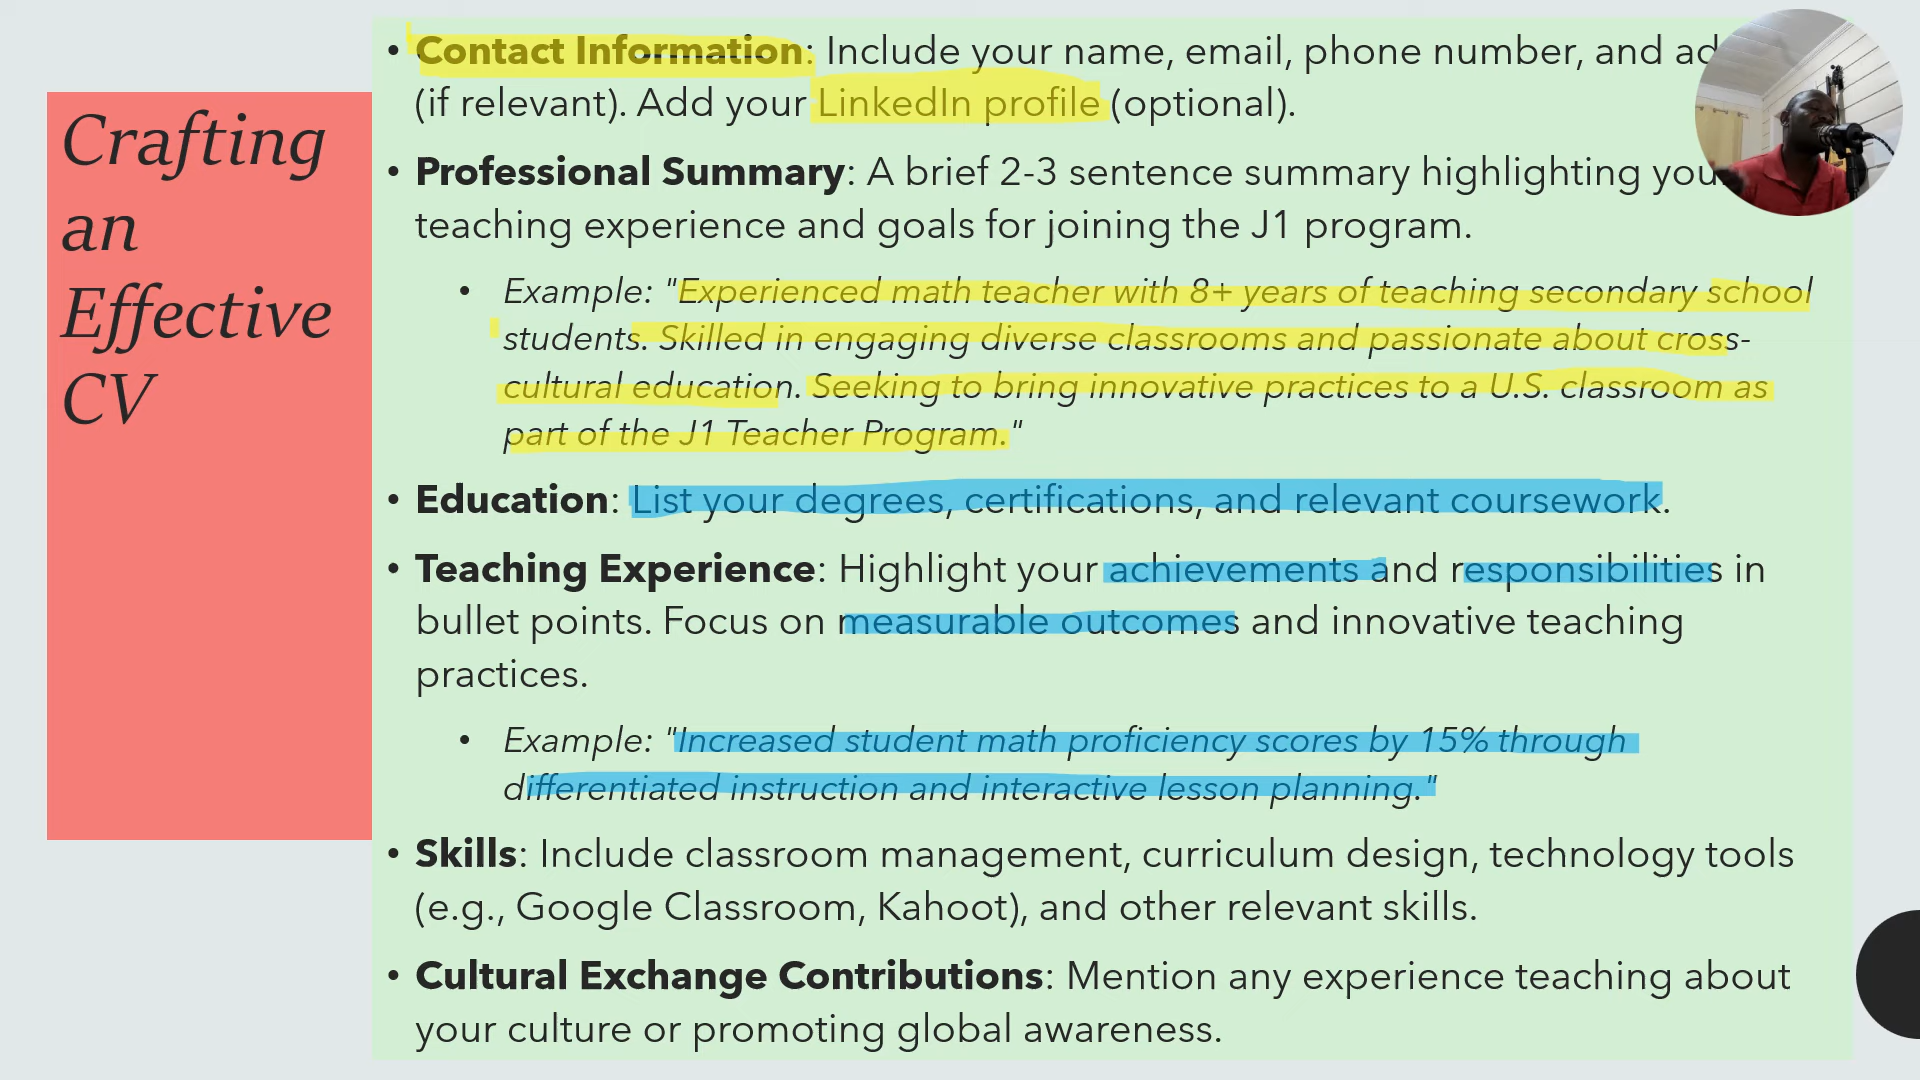 Crafting
an
Effective
CV
• Contact Information: Include your name, email, phone number, and
(if relevant). Add your LinkedIn profile (optional).
• Professional Summary: A brief 2-3 sentence summary highlighting
teaching experience and goals for joining the J1 program.
• Example: "Experienced math teacher with 8+ years of teaching secondary school
students. Skilled in engaging diverse classrooms and passionate about cross-
cultural education. Seeking to bring innovative practices to a U.S. classroom as
part of the J1 Teacher Program."
• Education: List your degrees, certifications, and relevant coursework.
• Teaching Experience: Highlight your achievements and responsibilities in
bullet points. Focus on measurable outcomes and innovative teaching
practices.
• Example: "Increased student math proficiency scores by 15% through
differentiated instruction and interactive lesson planning."
• Skills: Include classroom management, curriculum design, technology tools
(e.g., Google Classroom, Kahoot), and other relevant skills.
• Cultural Exchange Contributions: Mention any experience teaching about
your culture or promoting global awareness.